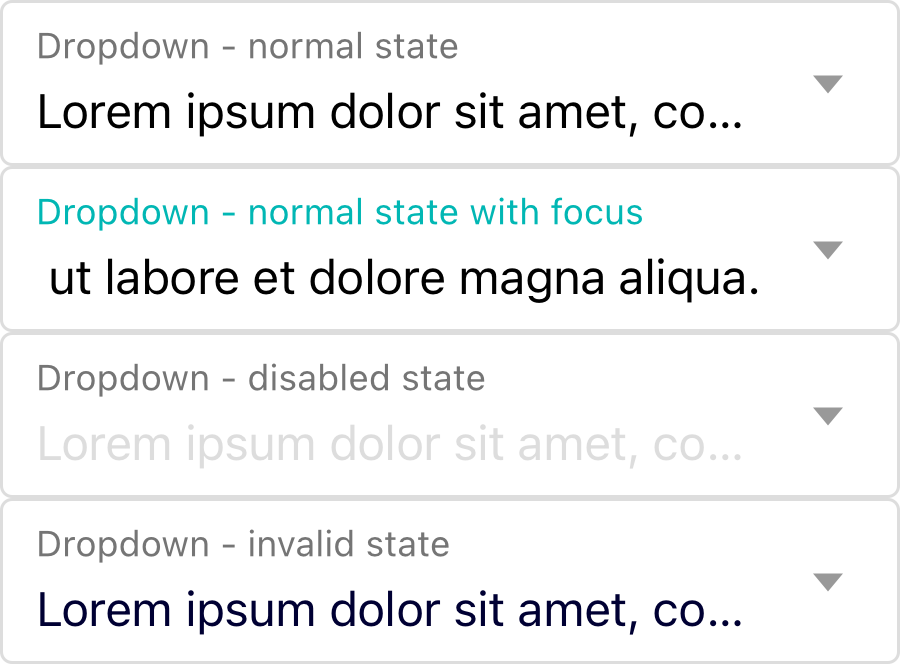 Dropdown - normal state
Lorem ipsum dolor sit amet, co...
Dropdown - normal state with focus
ut labore et dolore magna aliqua.
Dropdown - disabled state
Lorem ipsum dolor sit amet, co...
Dropdown - invalid state
Lorem ipsum dolor sit amet, co...